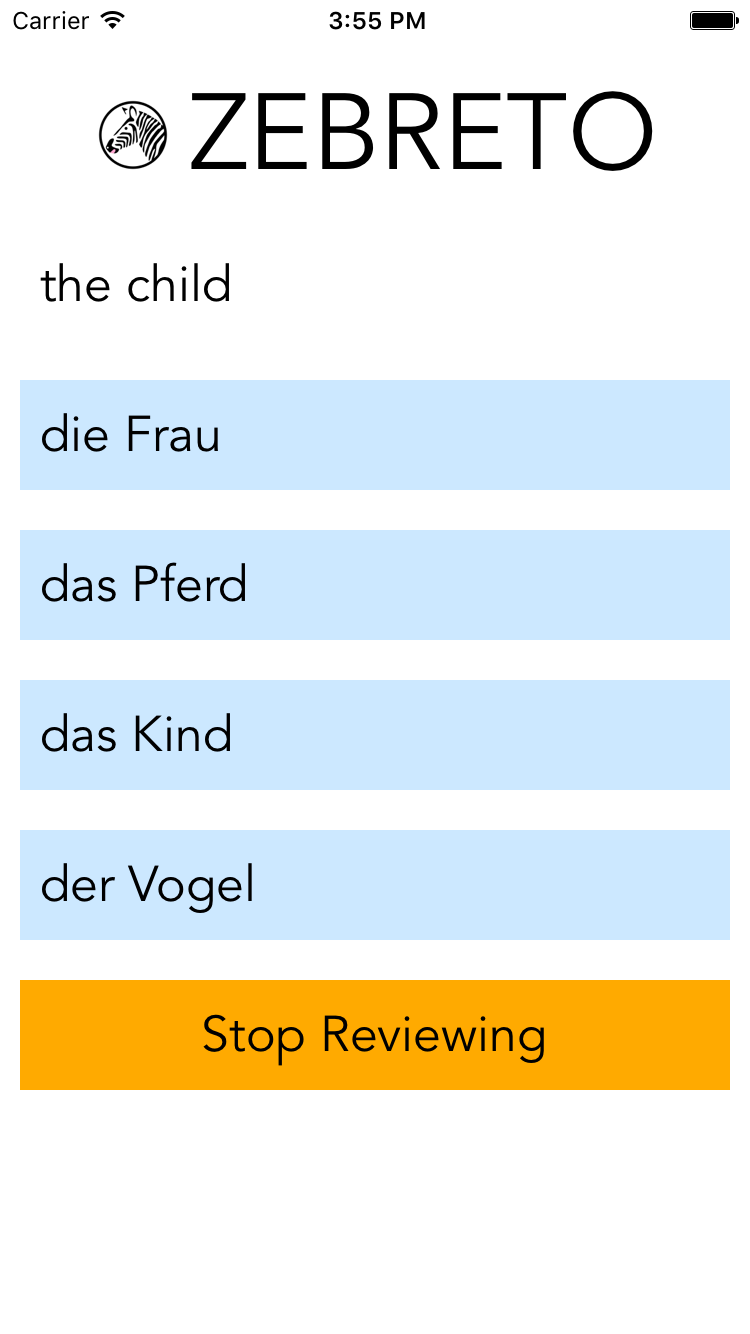 Carrier 3:55 PM
ZEBRETO
the child
die Frau
das Pferd
das Kind
der Vogel
Stop Reviewing